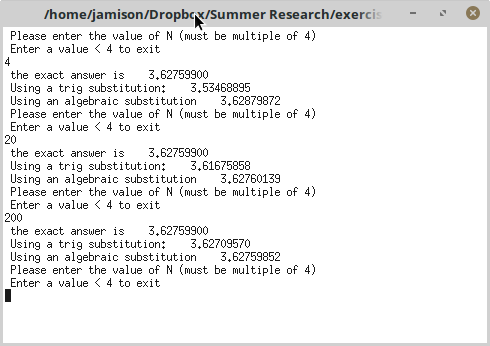 /home/jamison/Dropbox/Summer Research/exercis
Please enter the value of N (must be multiple of 4)
Enter a value < 4 to exit
4
the exact answer is 3.62759900
Using a trig substitution: 3.53468895
Using an algebraic substitution 3.62879872
Please enter the value of N (must be multiple of 4)
Enter a value < 4 to exit
20
the exact answer is 3.62759900
Using a trig substitution: 3.61675858
Using an algebraic substitution 3.62760139
Please enter the value of N (must be multiple of 4)
Enter a value < 4 to exit
200
the exact answer is 3.62759900
Using a trig substitution: 3.62709570
Using an algebraic substitution 3.62759852
Please enter the value of N (must be multiple of 4)
Enter a value < 4 to exit